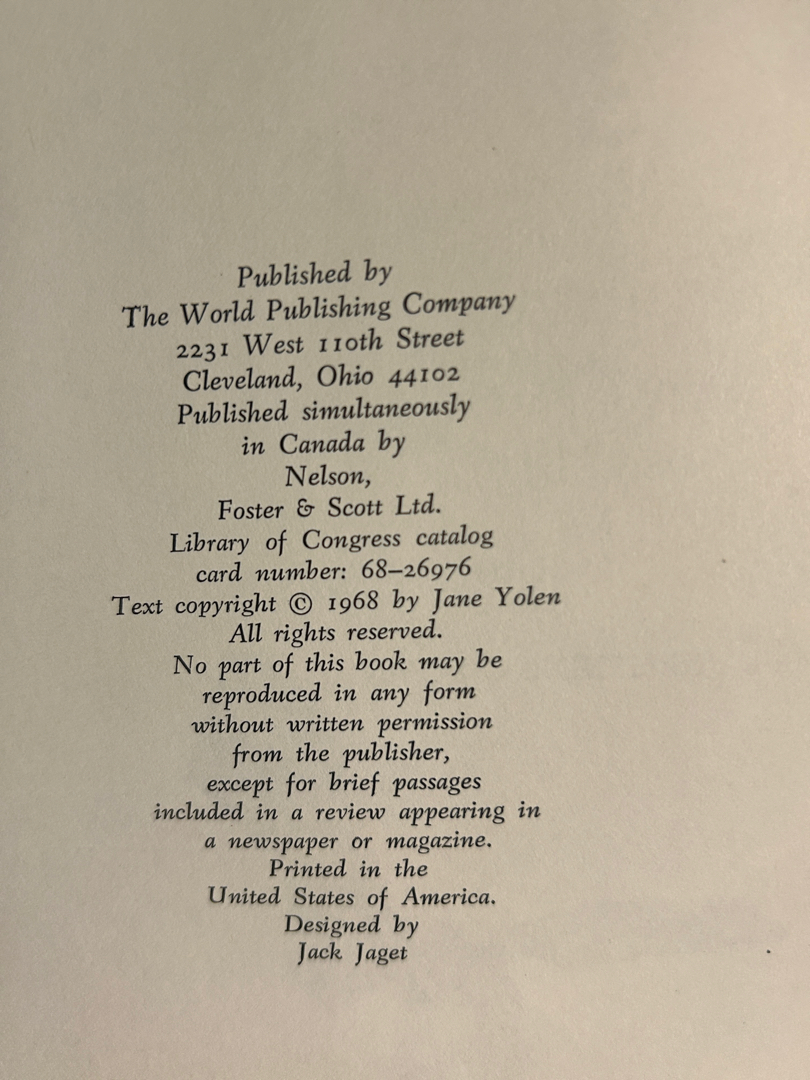 Published by
The World Publishing Company
2231 West 110th Street
Cleveland, Ohio 44102
Published simultaneously
in Canada by
Nelson,
Foster & Scott Ltd.
Library of Congress catalog
card number: 68–26976
Text copyright © 1968 by Jane Yolen
All rights reserved.
No part of this book may be
reproduced in any form
without written permission
from the publisher,
except for brief passages
included in a review appearing in
a newspaper or magazine.
Printed in the
United States of America.
Designed by
Jack Jaget